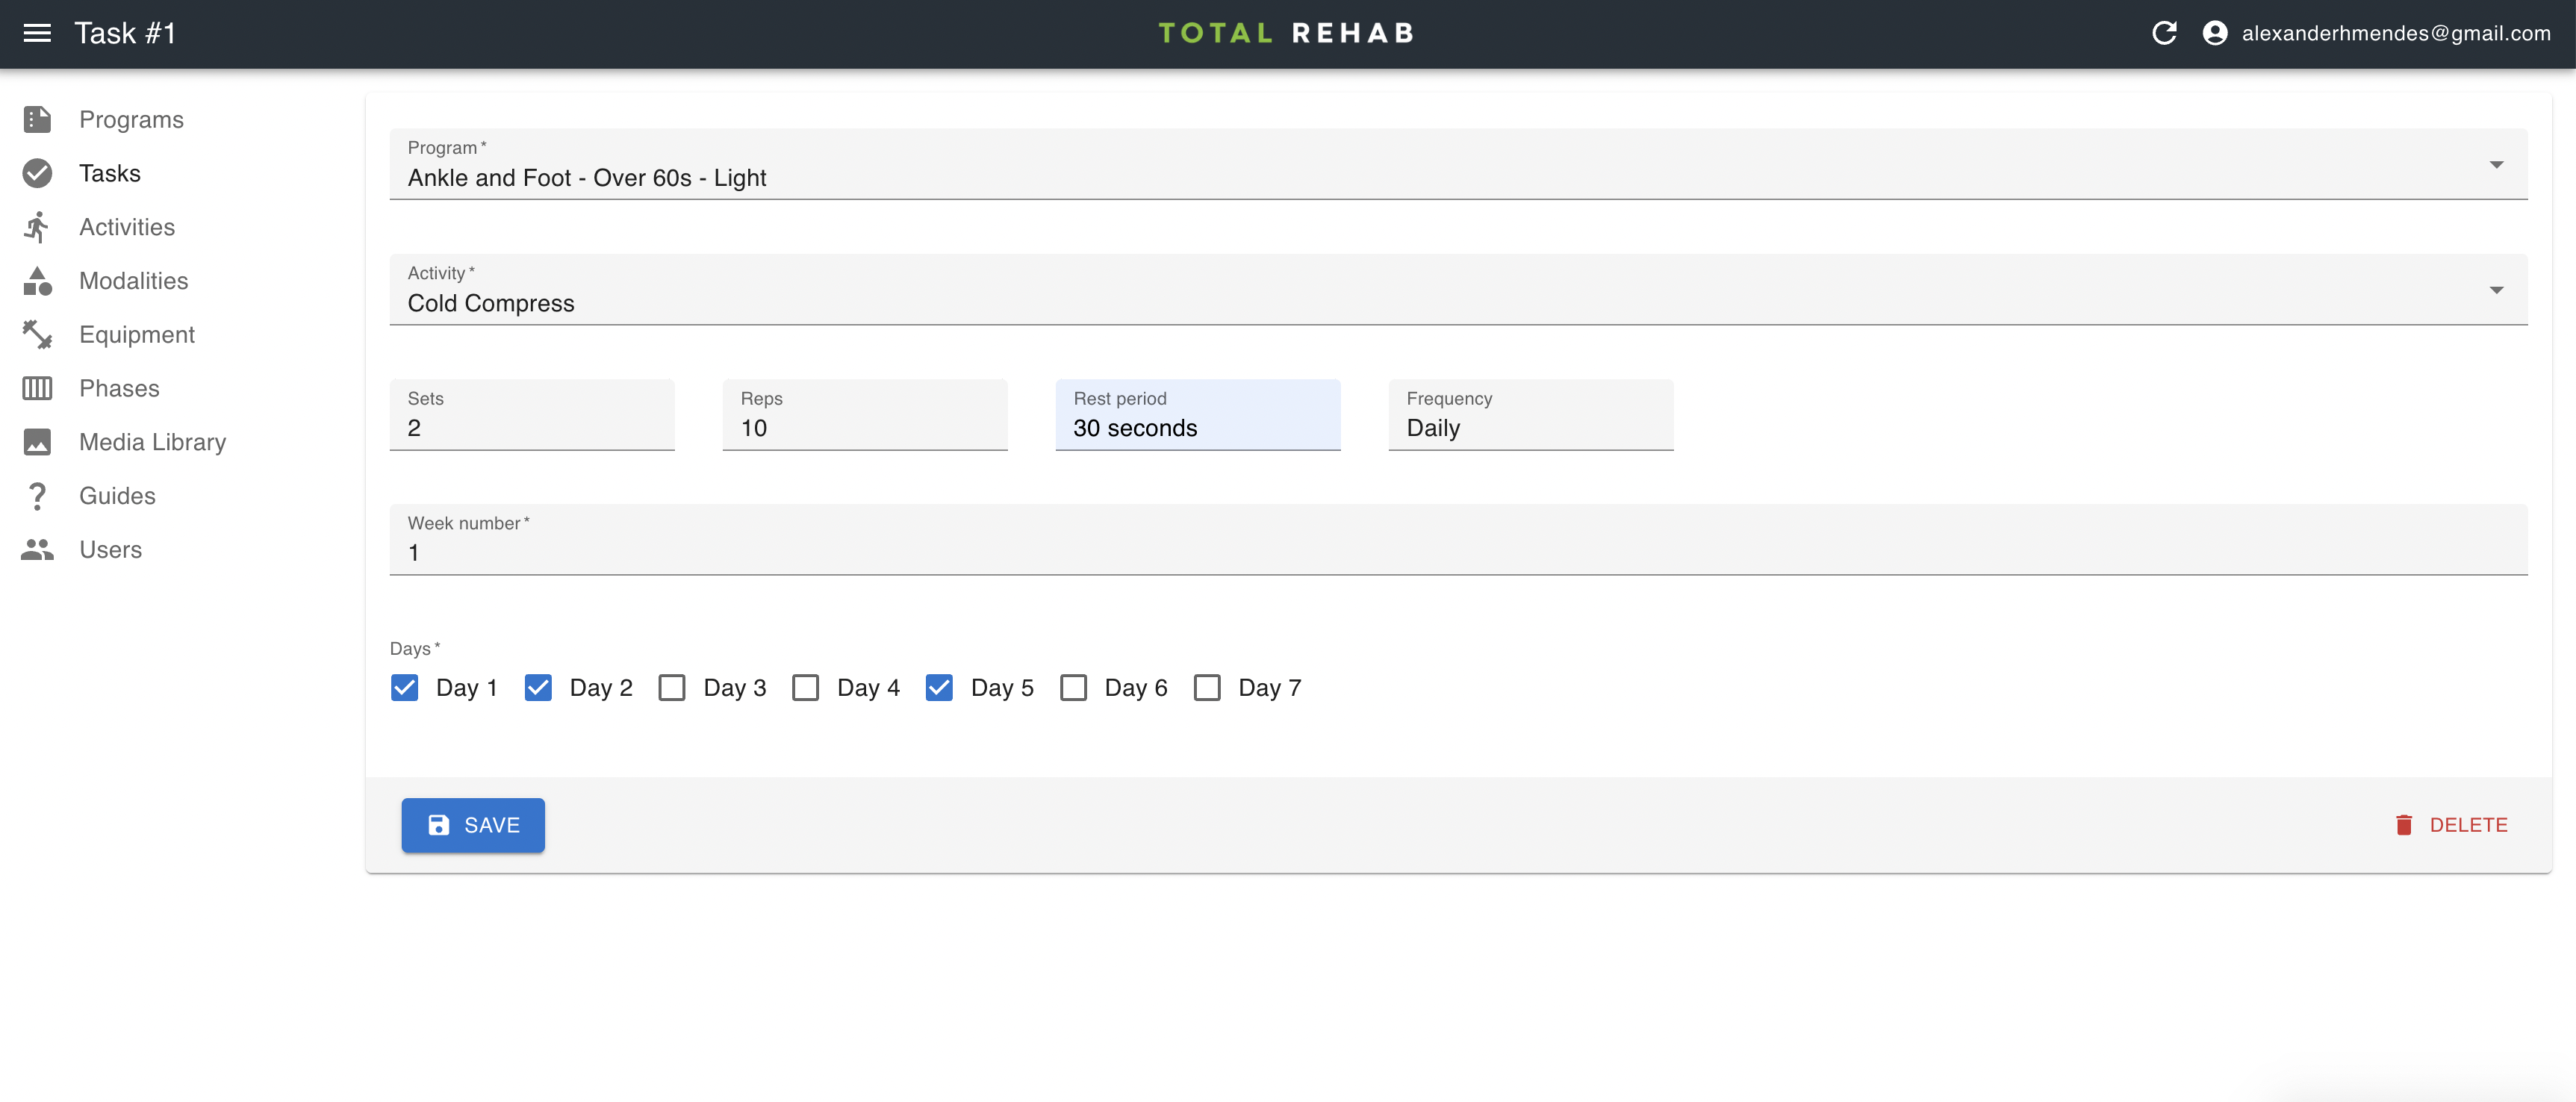 Task #1
TOTAL REHAB
alexanderhmendes@gmail.com
Programs
Tasks
Activities
Modalities
Equipment
Phases
Media Library
Guides
Users
Program *
Ankle and Foot - Over 60s - Light
Activity *
Cold Compress
Sets
2
Reps
10
Rest period
30 seconds
Frequency
Daily
Week number *
1
Days *
Day 1 Day 2 Day 3 Day 4 Day 5 Day 6 Day 7
SAVE
DELETE